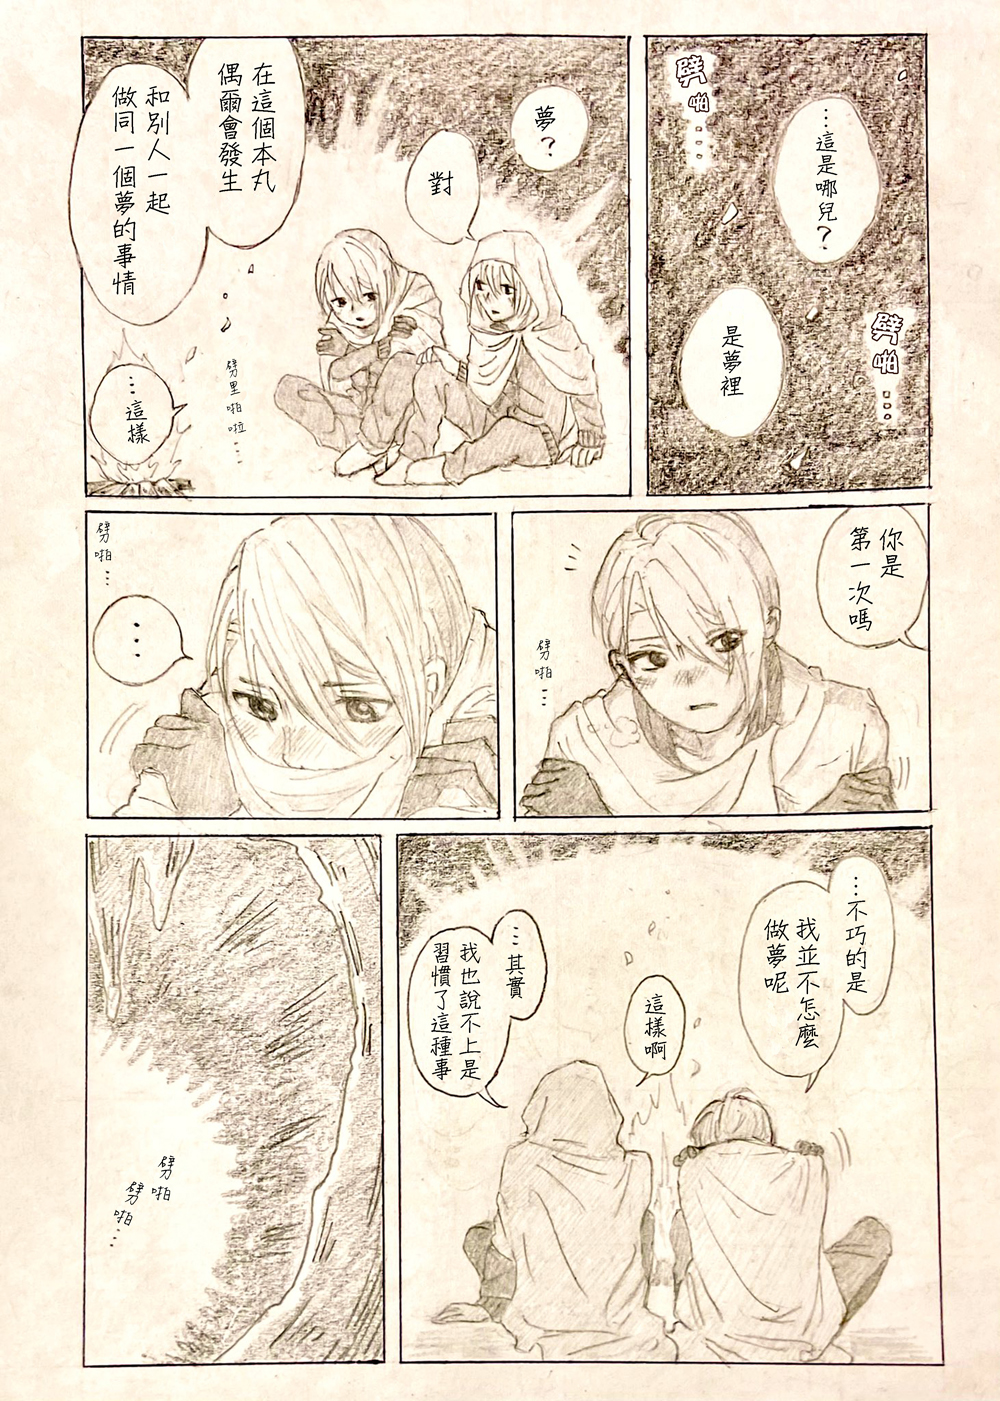 劈啪……
…這是哪兒？
劈啪……
是夢裡
夢？
對
在這個本丸
偶爾會發生
和別人一起
做同一個夢的事情
劈里啪啦……
…這樣
你是
第一次嗎
劈啪…
劈啪…
…
…不巧的是
我並不怎麼
做夢呢
這樣啊
…其實
我也說不上是
習慣了這種事
劈啪
劈啪…